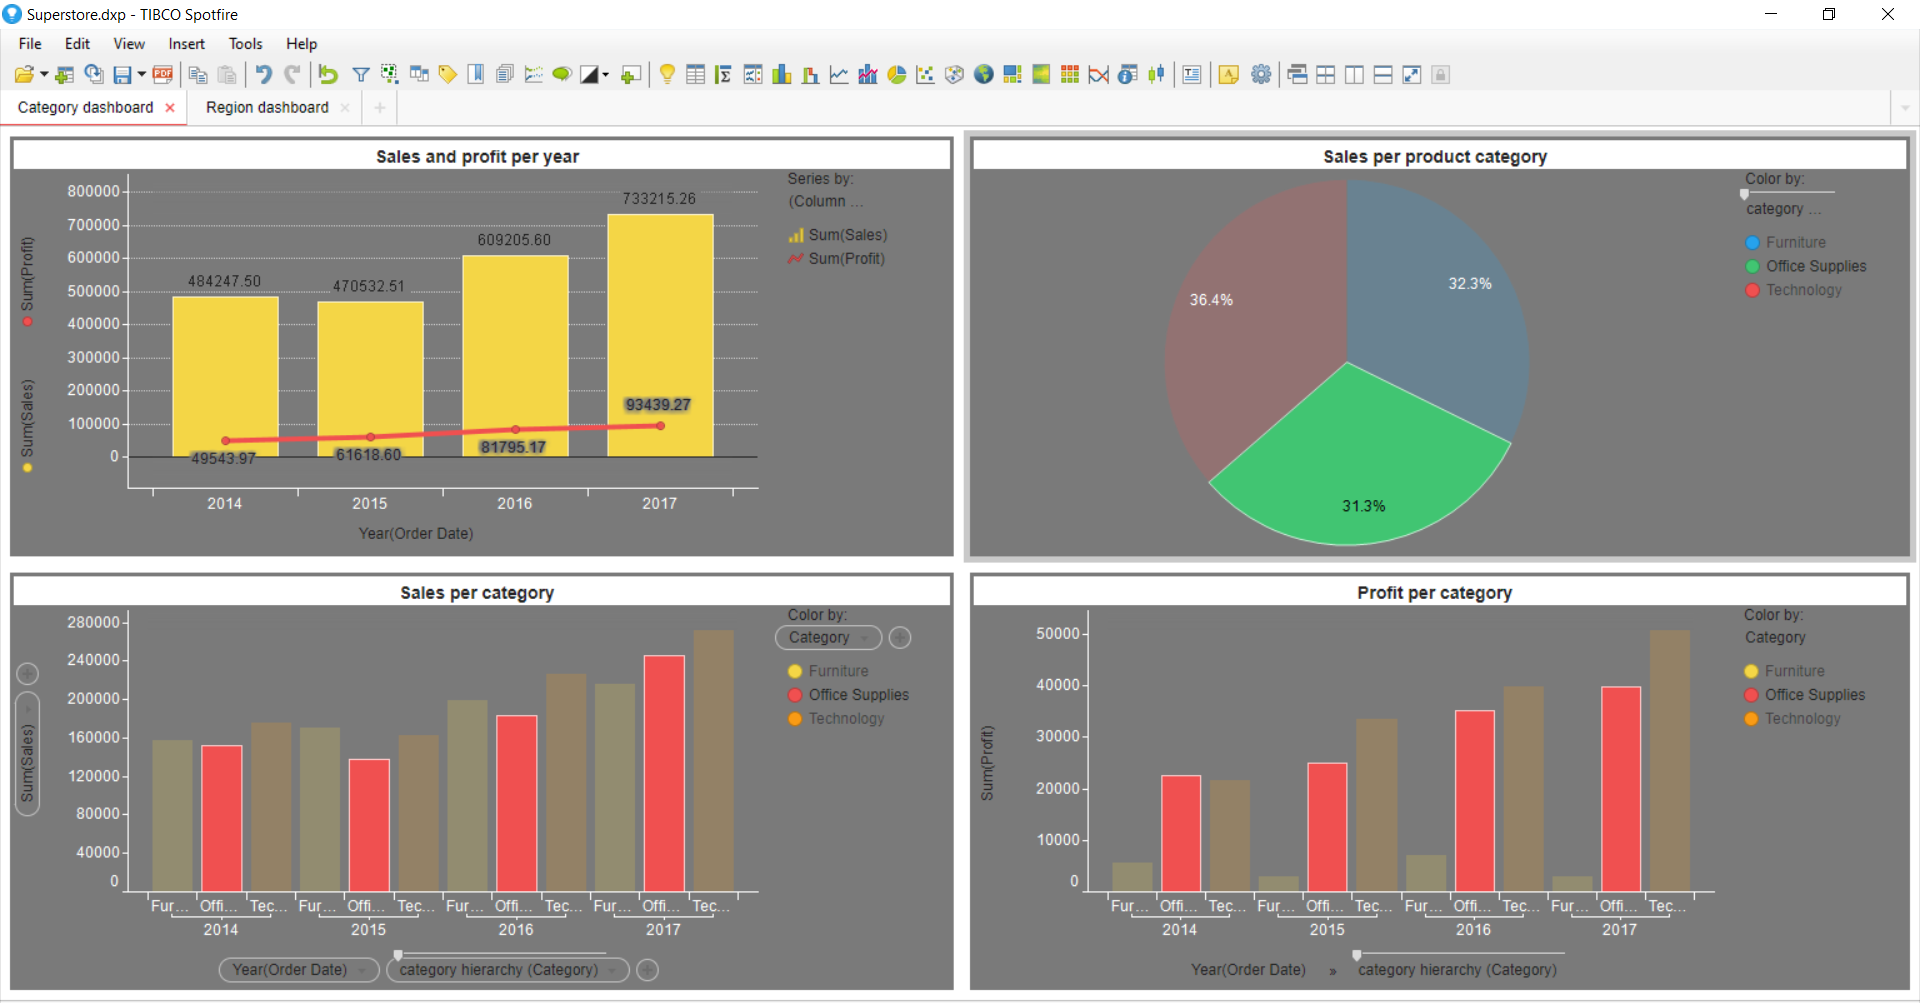 Superstore.dxp - TIBCO Spotfire
File Edit View Insert Tools Help
PDF
Category dashboard Region dashboard
Sales and profit per year
Sum(Profit)
Sum(Sales)
800000
700000
600000
500000
400000
300000
200000
100000
0
484247.50
470532.51
609205.60
733215.26
49543.97
61618.60
81795.17
93439.27
2014 2015 2016 2017
Year(Order Date)
Series by:
(Column ...
Sum(Sales)
Sum(Profit)
Sales per product category
36.4%
32.3%
31.3%
Color by:
category ...
Furniture
Office Supplies
Technology
Sales per category
Sum(Sales)
280000
240000
200000
160000
120000
80000
40000
0
Fur... Offi... Tec... Fur... Offi... Tec... Fur... Offi... Tec... Fur... Offi... Tec...
2014 2015 2016 2017
Year(Order Date) category hierarchy (Category)
Color by:
Category
Furniture
Office Supplies
Technology
Profit per category
Sum(Profit)
50000
40000
30000
20000
10000
0
Fur... Offi... Tec... Fur... Offi... Tec... Fur... Offi... Tec... Fur... Offi... Tec...
2014 2015 2016 2017
Year(Order Date) » category hierarchy (Category)
Color by:
Category
Furniture
Office Supplies
Technology